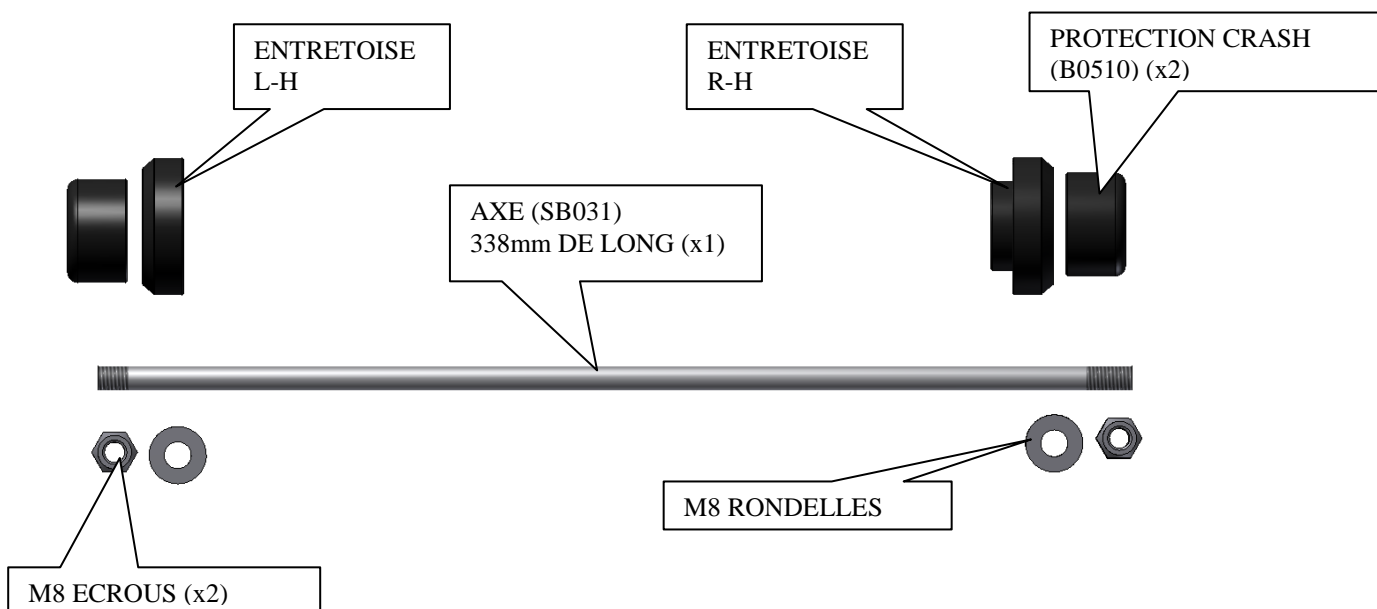 ENTRETOISE
L-H
ENTRETOISE
R-H
PROTECTION CRASH
(B0510) (x2)
AXE (SB031)
338mm DE LONG (x1)
M8 RONDELLES
M8 ECROUS (x2)